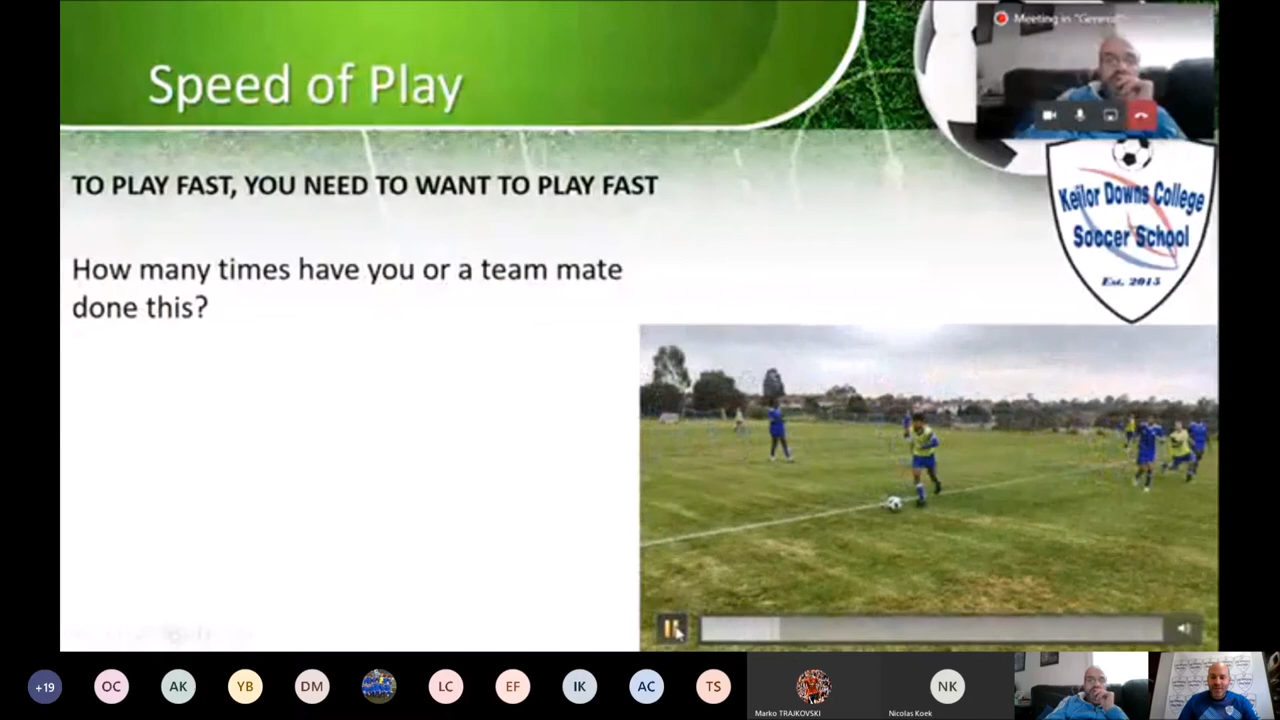 Meeting in "General"
Speed of Play
TO PLAY FAST, YOU NEED TO WANT TO PLAY FAST
Keilor Downs College
Soccer School
Est. 2015
How many times have you or a team mate
done this?
+19
OC
AK
YB
DM
LC
EF
IK
AC
TS
Marko TRAJKOVSKI
NK
Nicolas Koek